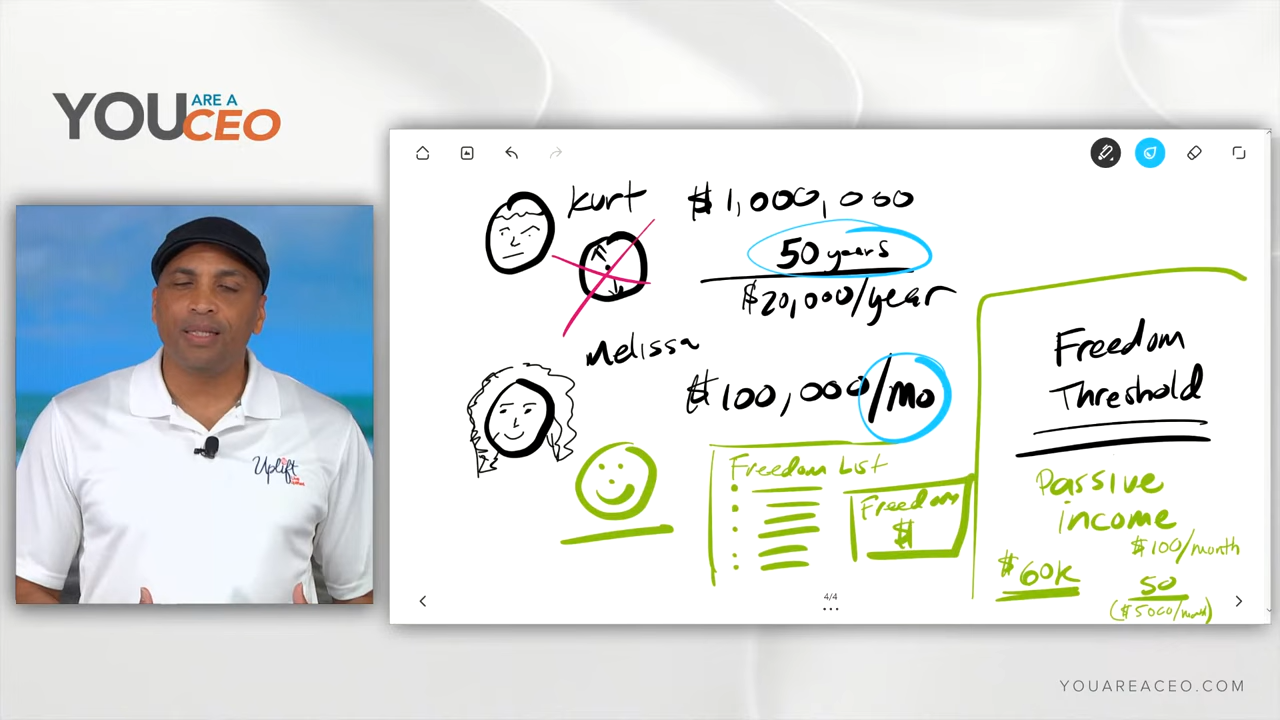 YOU ARE A CEO
Uplift
Kurt $1,000,000
50 years
$20,000/year
Melissa
$100,000/mo
Freedom List
Freedom
$
Freedom
Threshold
Passive
income
$100/month
$60K
50
($5000/month)
4/4
YOUAREACEO.COM